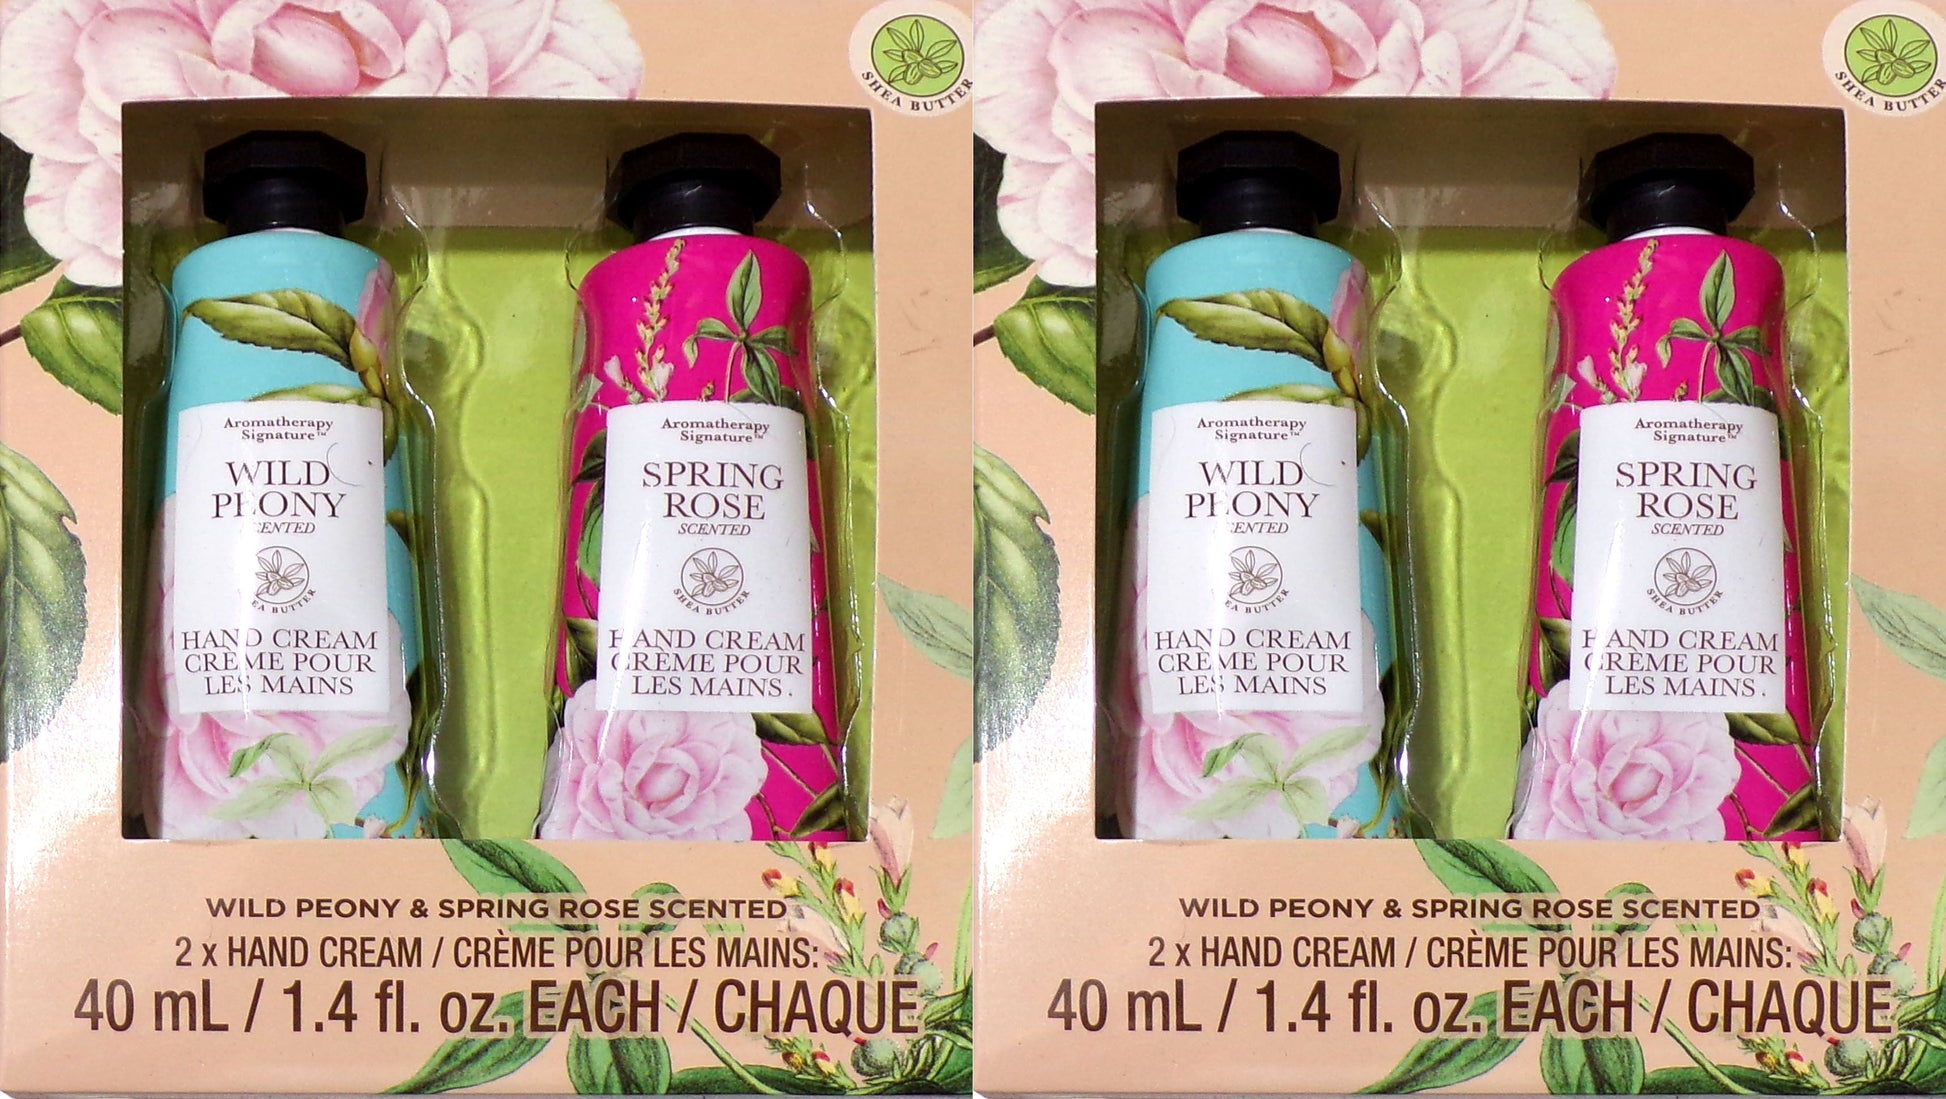 SHEA BUTTER
Aromatherapy
Signature™
WILD
PEONY
SCENTED
SHEA BUTTER
HAND CREAM
CRÈME POUR
LES MAINS
Aromatherapy
Signature™
SPRING
ROSE
SCENTED
SHEA BUTTER
HAND CREAM
CRÈME POUR
LES MAINS.
WILD PEONY & SPRING ROSE SCENTED
2 x HAND CREAM / CRÈME POUR LES MAINS:
40 mL / 1.4 fl. oz. EACH / CHAQUE
SHEA BUTTER
Aromatherapy
Signature™
WILD
PEONY
SCENTED
SHEA BUTTER
HAND CREAM
CRÈME POUR
LES MAINS
Aromatherapy
Signature™
SPRING
ROSE
SCENTED
SHEA BUTTER
HAND CREAM
CRÈME POUR
LES MAINS.
WILD PEONY & SPRING ROSE SCENTED
2 x HAND CREAM / CRÈME POUR LES MAINS:
40 mL / 1.4 fl. oz. EACH / CHAQUE